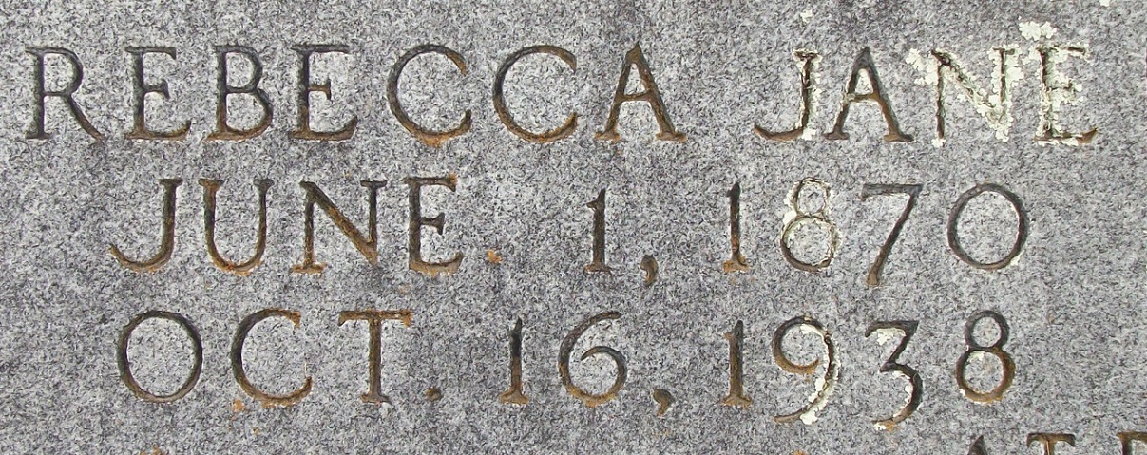 REBECCA JANE
JUNE 1, 1870
OCT. 16, 1938